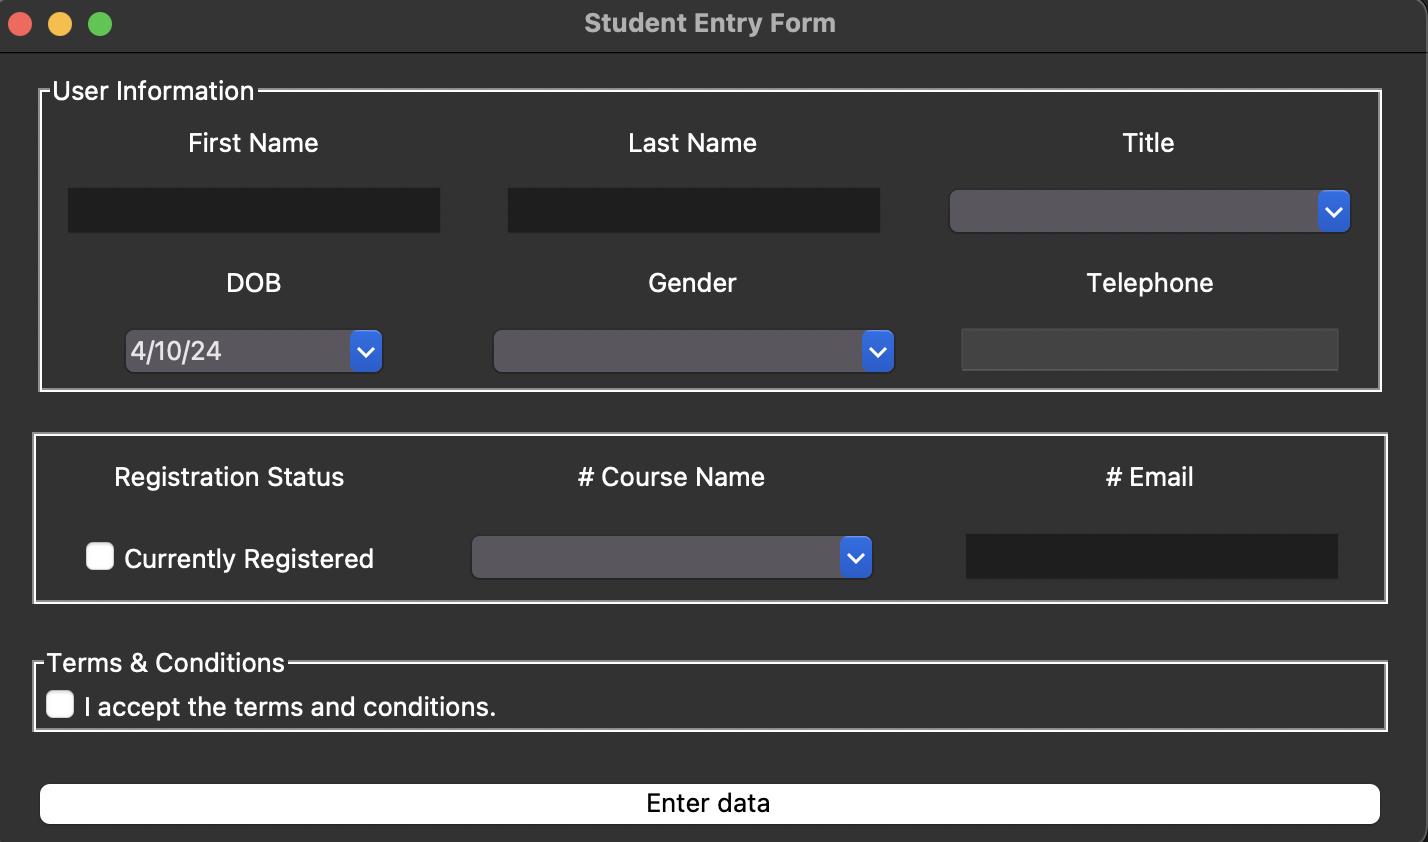 Student Entry Form
User Information
First Name Last Name Title
DOB Gender Telephone
4/10/24
Registration Status # Course Name # Email
Currently Registered
Terms & Conditions
I accept the terms and conditions.
Enter data